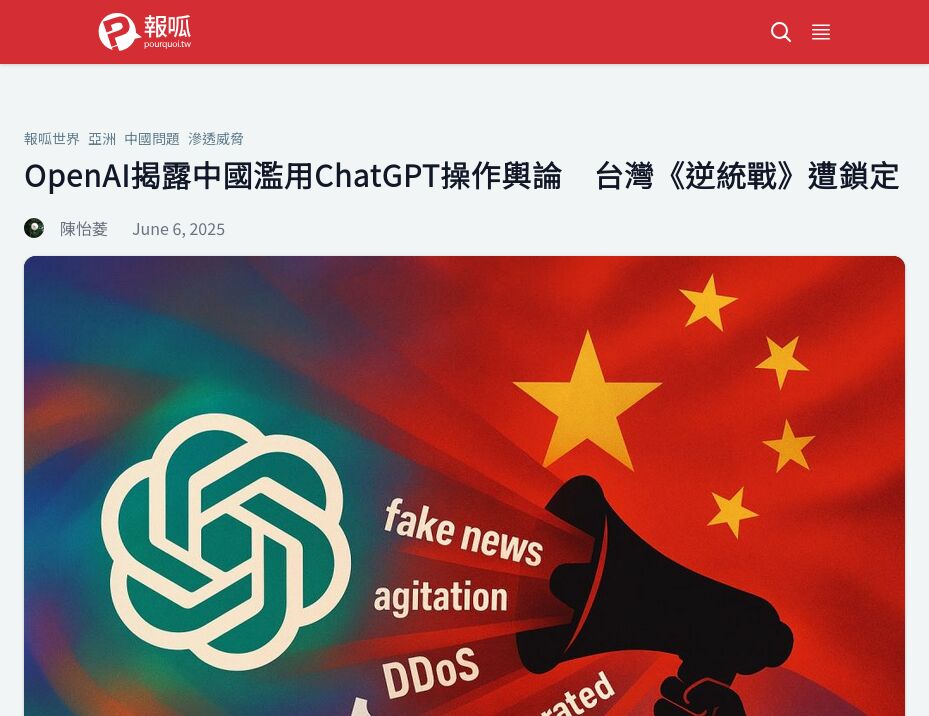 報呱
pourquoi.tw
報呱世界 亞洲 中國問題 滲透威脅
OpenAI揭露中國濫用ChatGPT操作輿論　台灣《逆統戰》遭鎖定
陳怡菱 June 6, 2025
fake news
agitation
DDoS